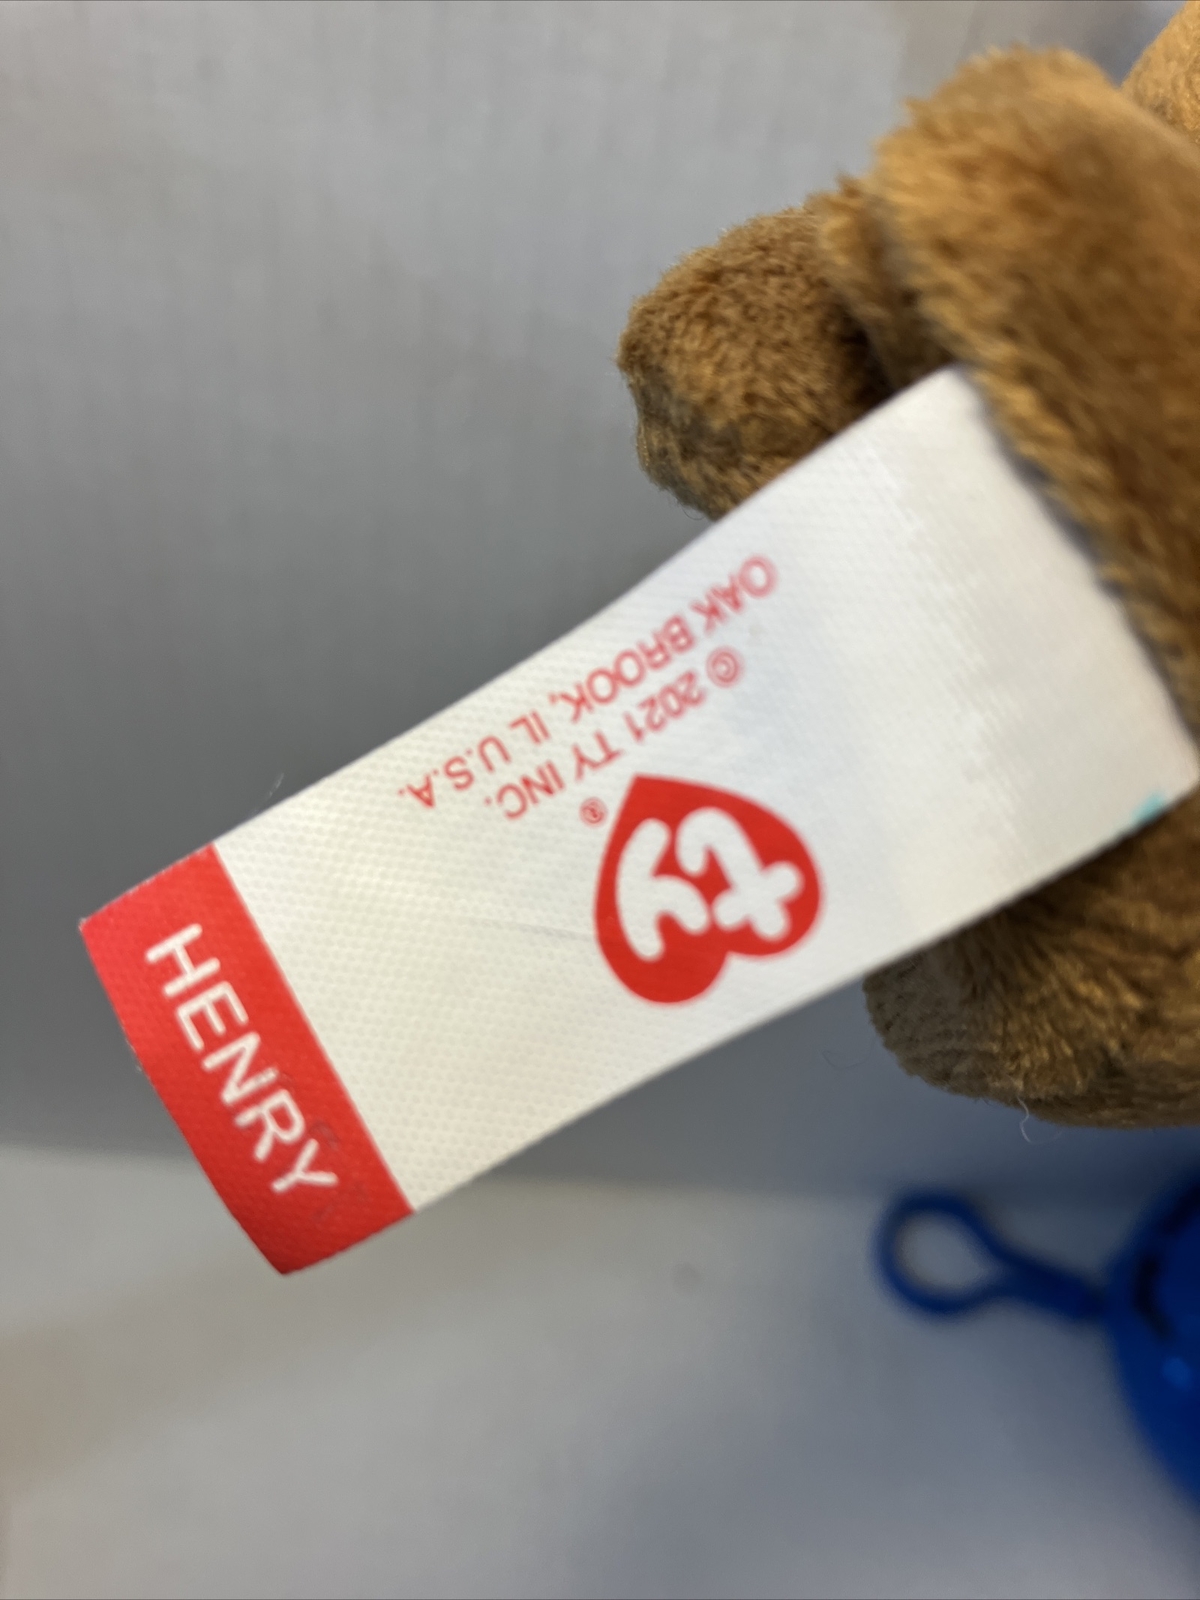 ty®
© 2021 TY INC.
OAK BROOK, IL U.S.A.
HENRY